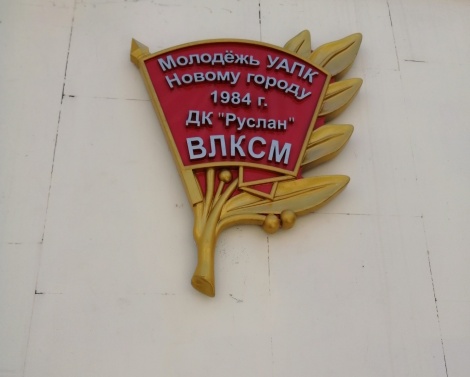 Молодёжь УАПК
Новому городу
1984 г.
ДК "Руслан"
ВЛКСМ